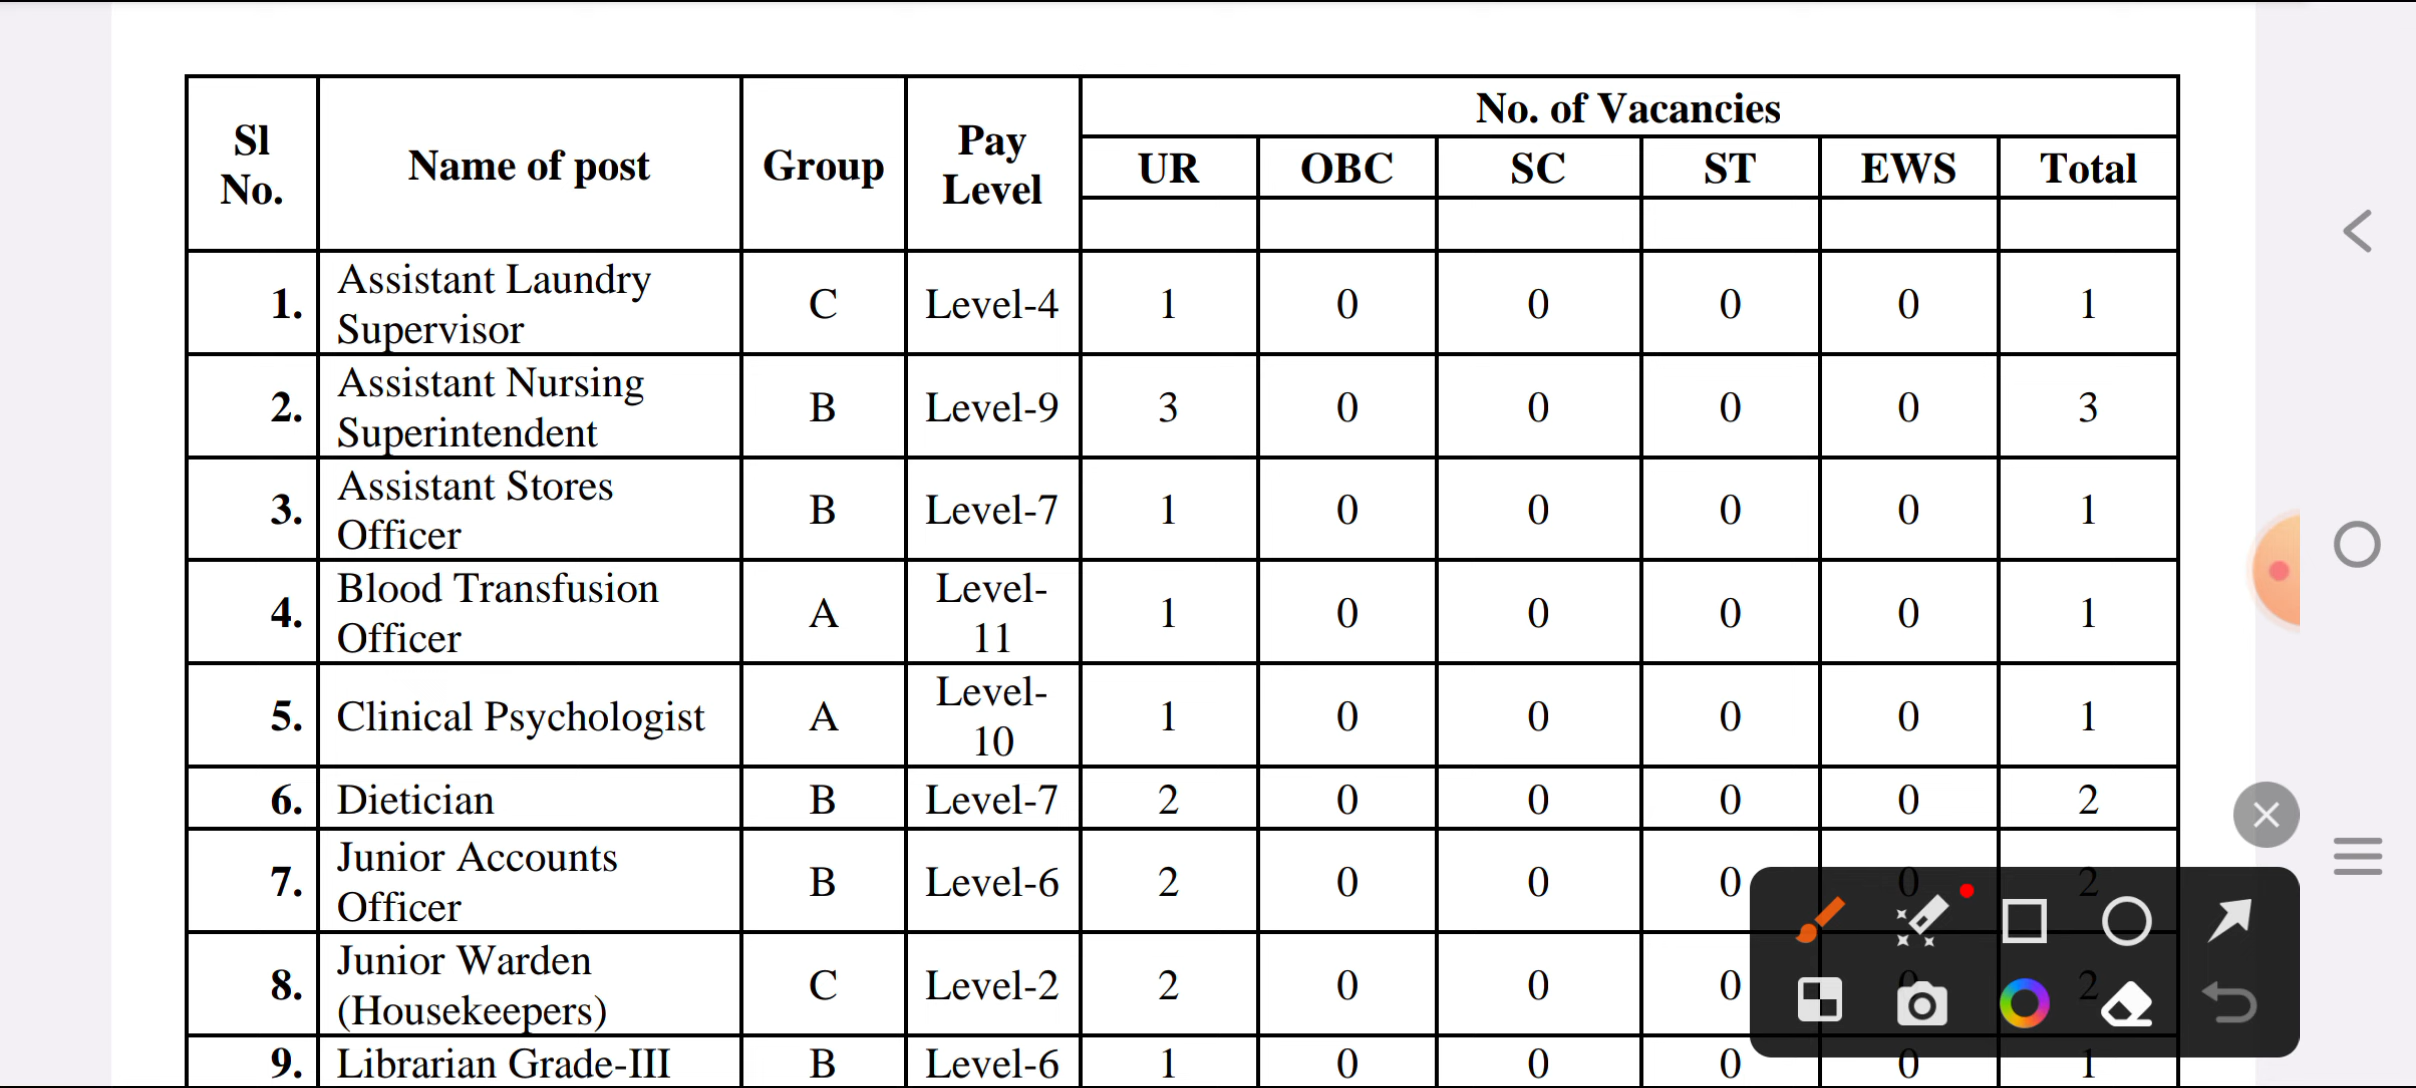 No. of Vacancies
Sl No. Name of post Group Pay Level UR OBC SC ST EWS Total
1. Assistant Laundry Supervisor C Level-4 1 0 0 0 0 1
2. Assistant Nursing Superintendent B Level-9 3 0 0 0 0 3
3. Assistant Stores Officer B Level-7 1 0 0 0 0 1
4. Blood Transfusion Officer A Level-11 1 0 0 0 0 1
5. Clinical Psychologist A Level-10 1 0 0 0 0 1
6. Dietician B Level-7 2 0 0 0 0 2
7. Junior Accounts Officer B Level-6 2 0 0 0 0 2
8. Junior Warden (Housekeepers) C Level-2 2 0 0 0 0 2
9. Librarian Grade-III B Level-6 1 0 0 0 0 1